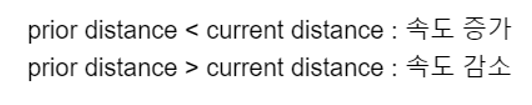 prior distance < current distance : 속도 증가
prior distance > current distance : 속도 감소